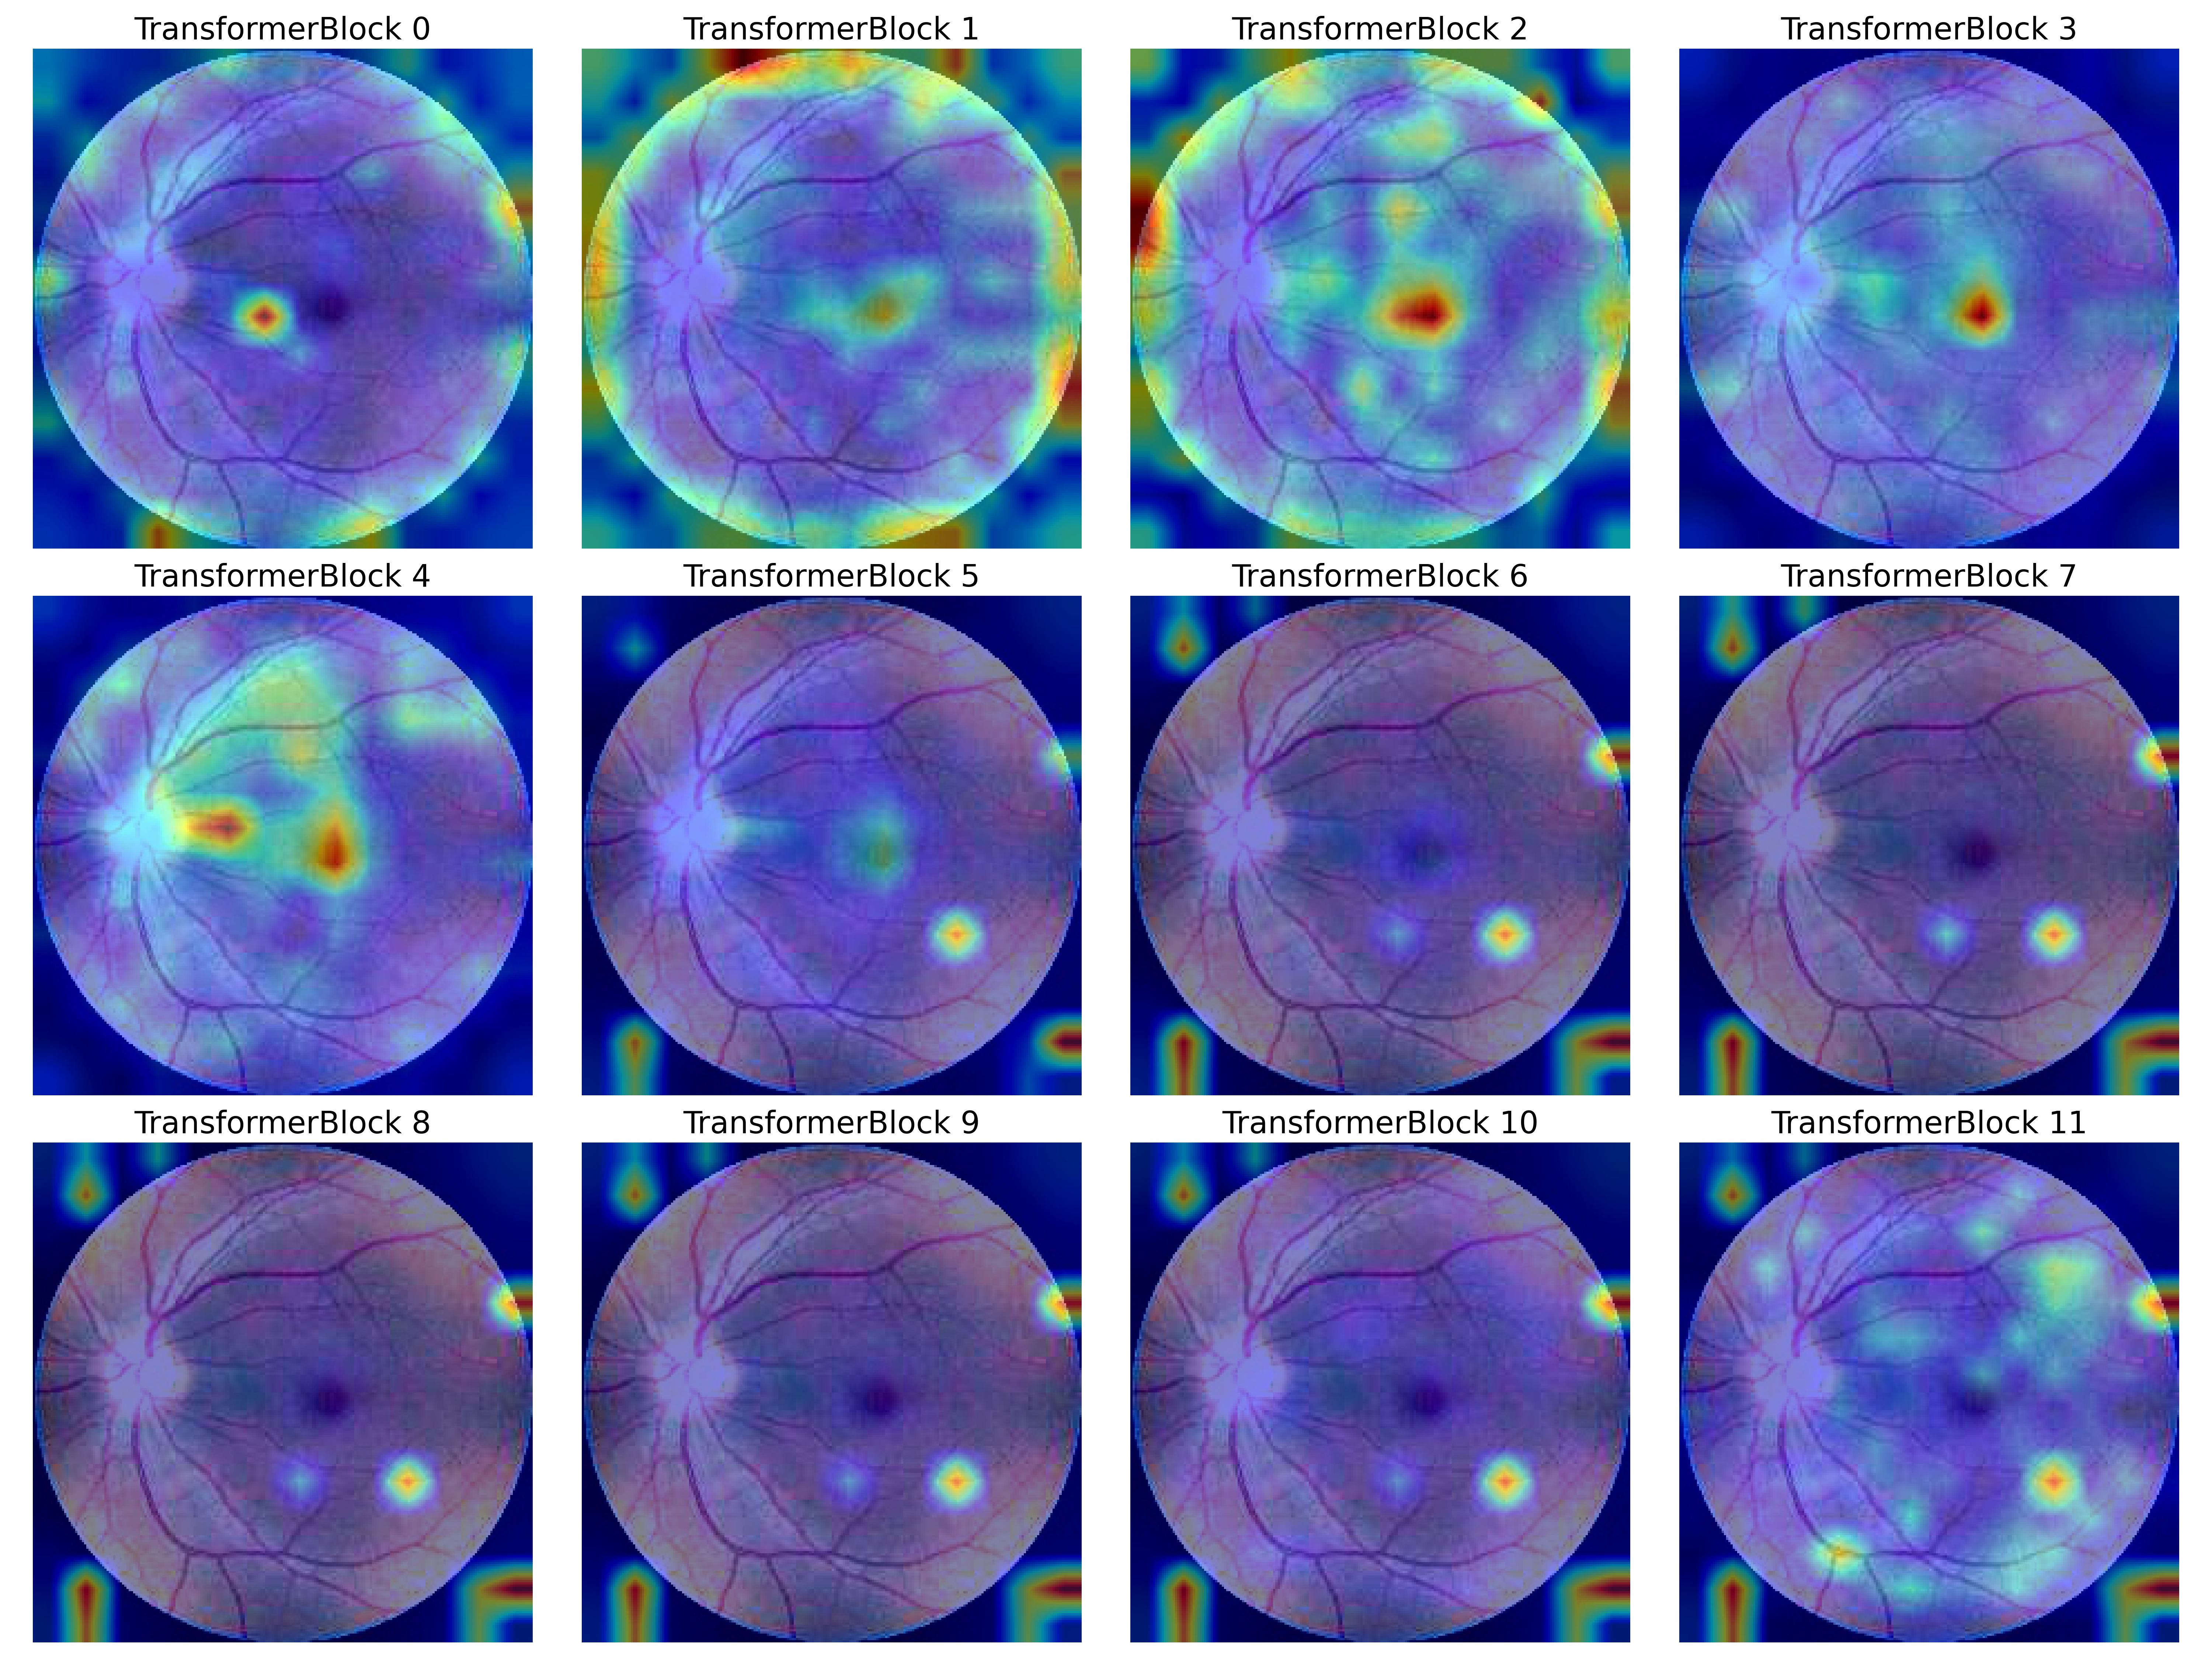 TransformerBlock 0
TransformerBlock 1
TransformerBlock 2
TransformerBlock 3
TransformerBlock 4
TransformerBlock 5
TransformerBlock 6
TransformerBlock 7
TransformerBlock 8
TransformerBlock 9
TransformerBlock 10
TransformerBlock 11